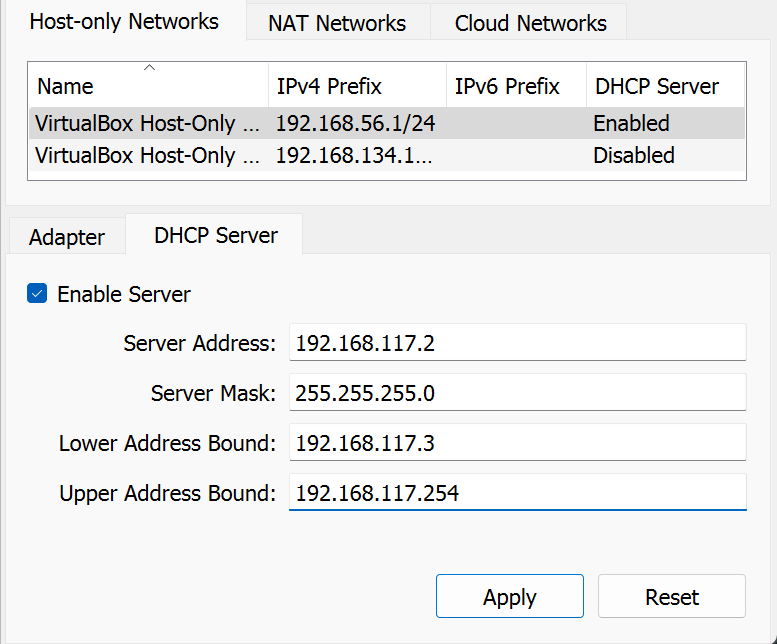 Host-only Networks NAT Networks Cloud Networks
Name IPv4 Prefix IPv6 Prefix DHCP Server
VirtualBox Host-Only ... 192.168.56.1/24 Enabled
VirtualBox Host-Only ... 192.168.134.1... Disabled
Adapter DHCP Server
Enable Server
Server Address: 192.168.117.2
Server Mask: 255.255.255.0
Lower Address Bound: 192.168.117.3
Upper Address Bound: 192.168.117.254
Apply Reset